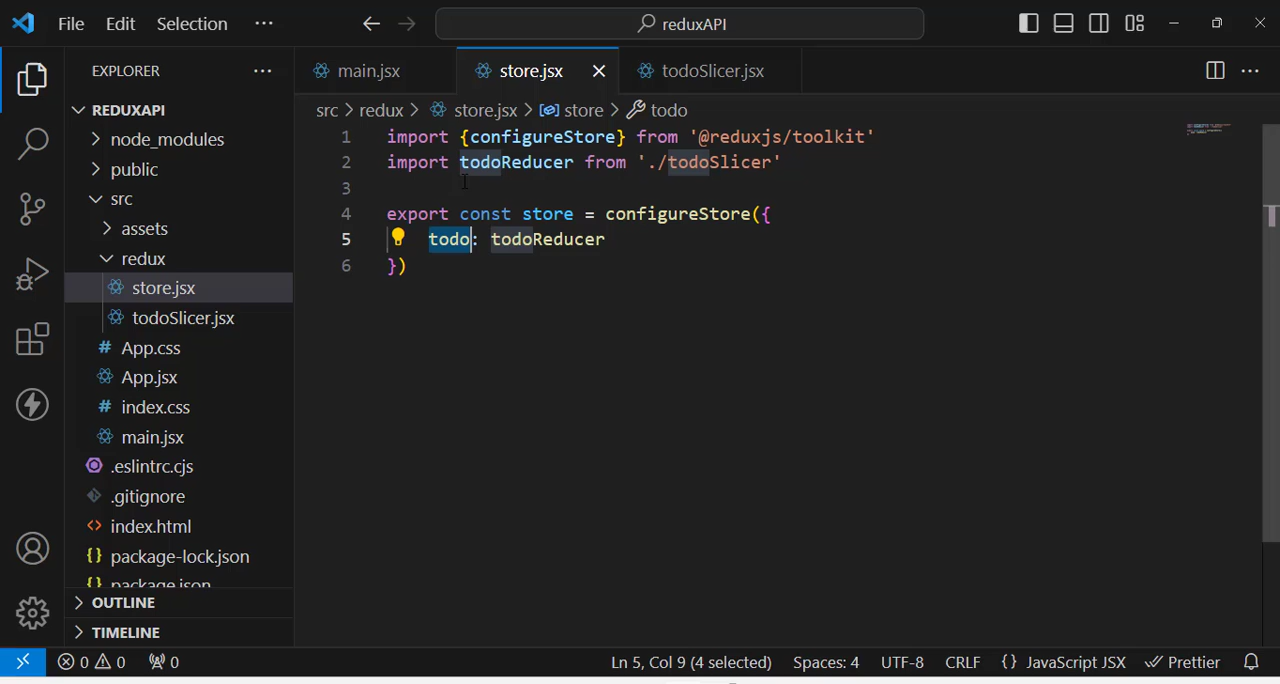 File Edit Selection ··· reduxAPI
EXPLORER ···
main.jsx store.jsx todoSlicer.jsx ···
REDUXAPI
node_modules
public
src
assets
redux
store.jsx
todoSlicer.jsx
App.css
App.jsx
index.css
main.jsx
.eslintrc.cjs
.gitignore
index.html
package-lock.json
package.json
OUTLINE
TIMELINE
src > redux > store.jsx > store > todo
1 import {configureStore} from '@reduxjs/toolkit'
2 import todoReducer from './todoSlicer'
3
4 export const store = configureStore({
5 todo: todoReducer
6 })
0 0 0 Ln 5, Col 9 (4 selected) Spaces: 4 UTF-8 CRLF {} JavaScript JSX Prettier